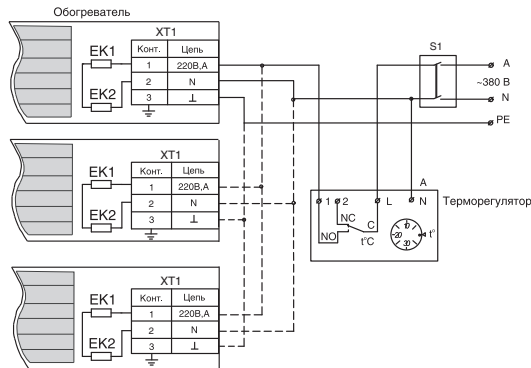 Обогреватель
XT1
Конт. Цепь
1 220В,А
2 N
3 ⊥
EK1
EK2
S1
A
~380 В
N
PE
XT1
Конт. Цепь
1 220В,А
2 N
3 ⊥
EK1
EK2
A
1 2 L N
Терморегулятор
NC
C
NO
t°C
10
20
30
t°
XT1
Конт. Цепь
1 220В,А
2 N
3 ⊥
EK1
EK2